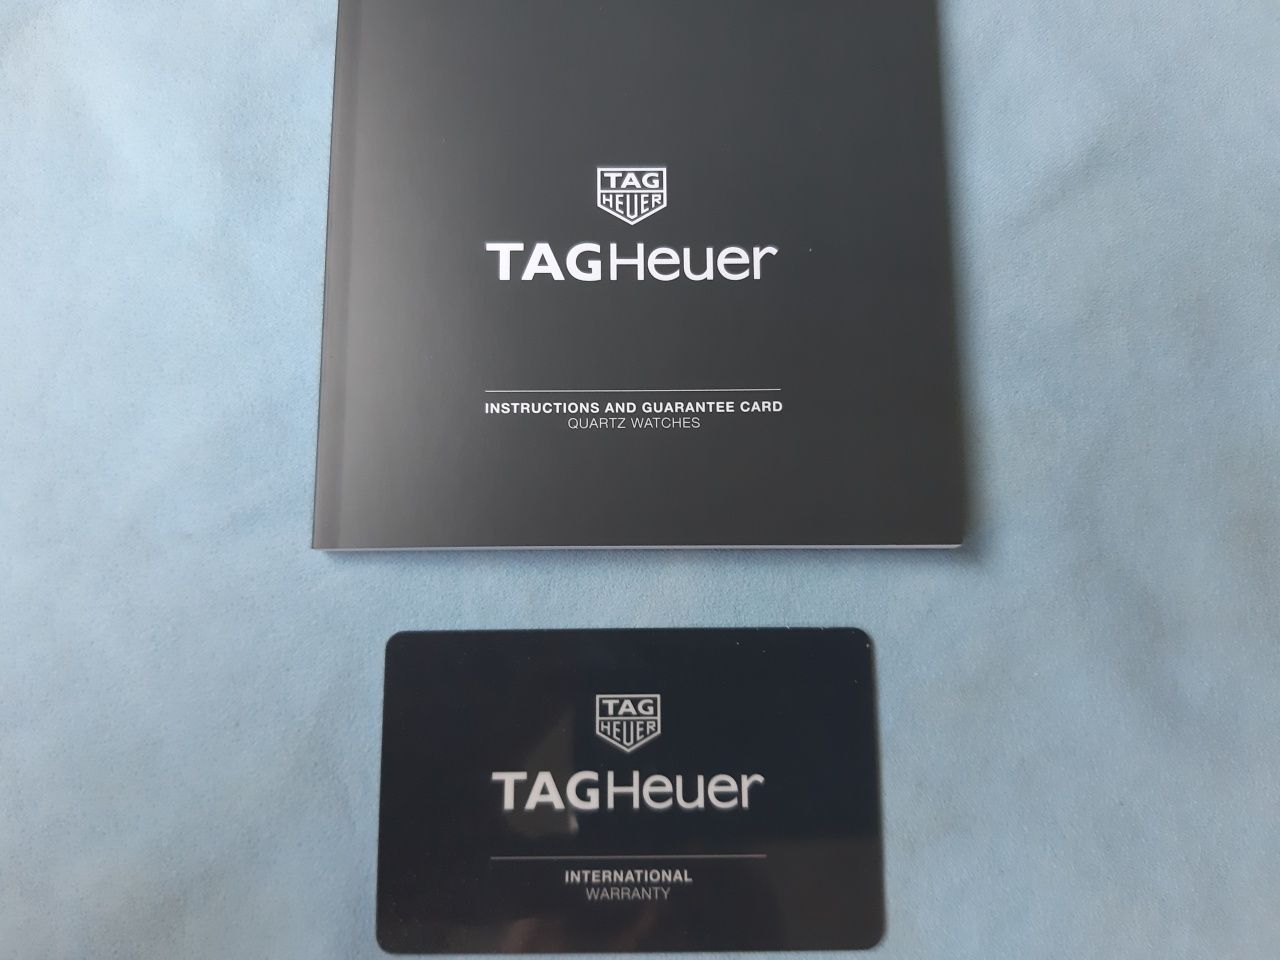 TAG
HEUER
TAGHeuer
INSTRUCTIONS AND GUARANTEE CARD
QUARTZ WATCHES
TAG
HEUER
TAGHeuer
INTERNATIONAL
WARRANTY